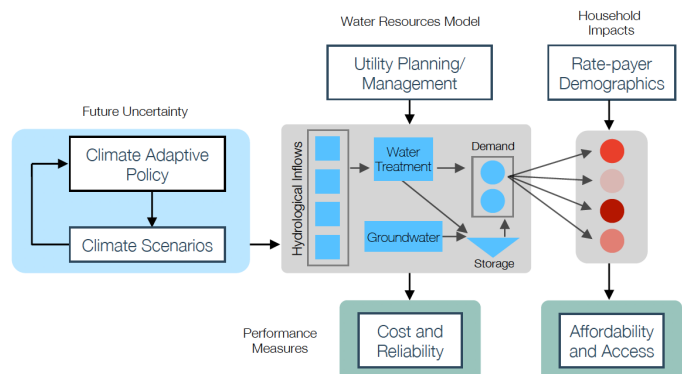 Water Resources Model
Household
Impacts
Utility Planning/
Management
Rate-payer
Demographics
Future Uncertainty
Climate Adaptive
Policy
Climate Scenarios
Hydrological Inflows
Water
Treatment
Demand
Groundwater
Storage
Performance
Measures
Cost and
Reliability
Affordability
and Access